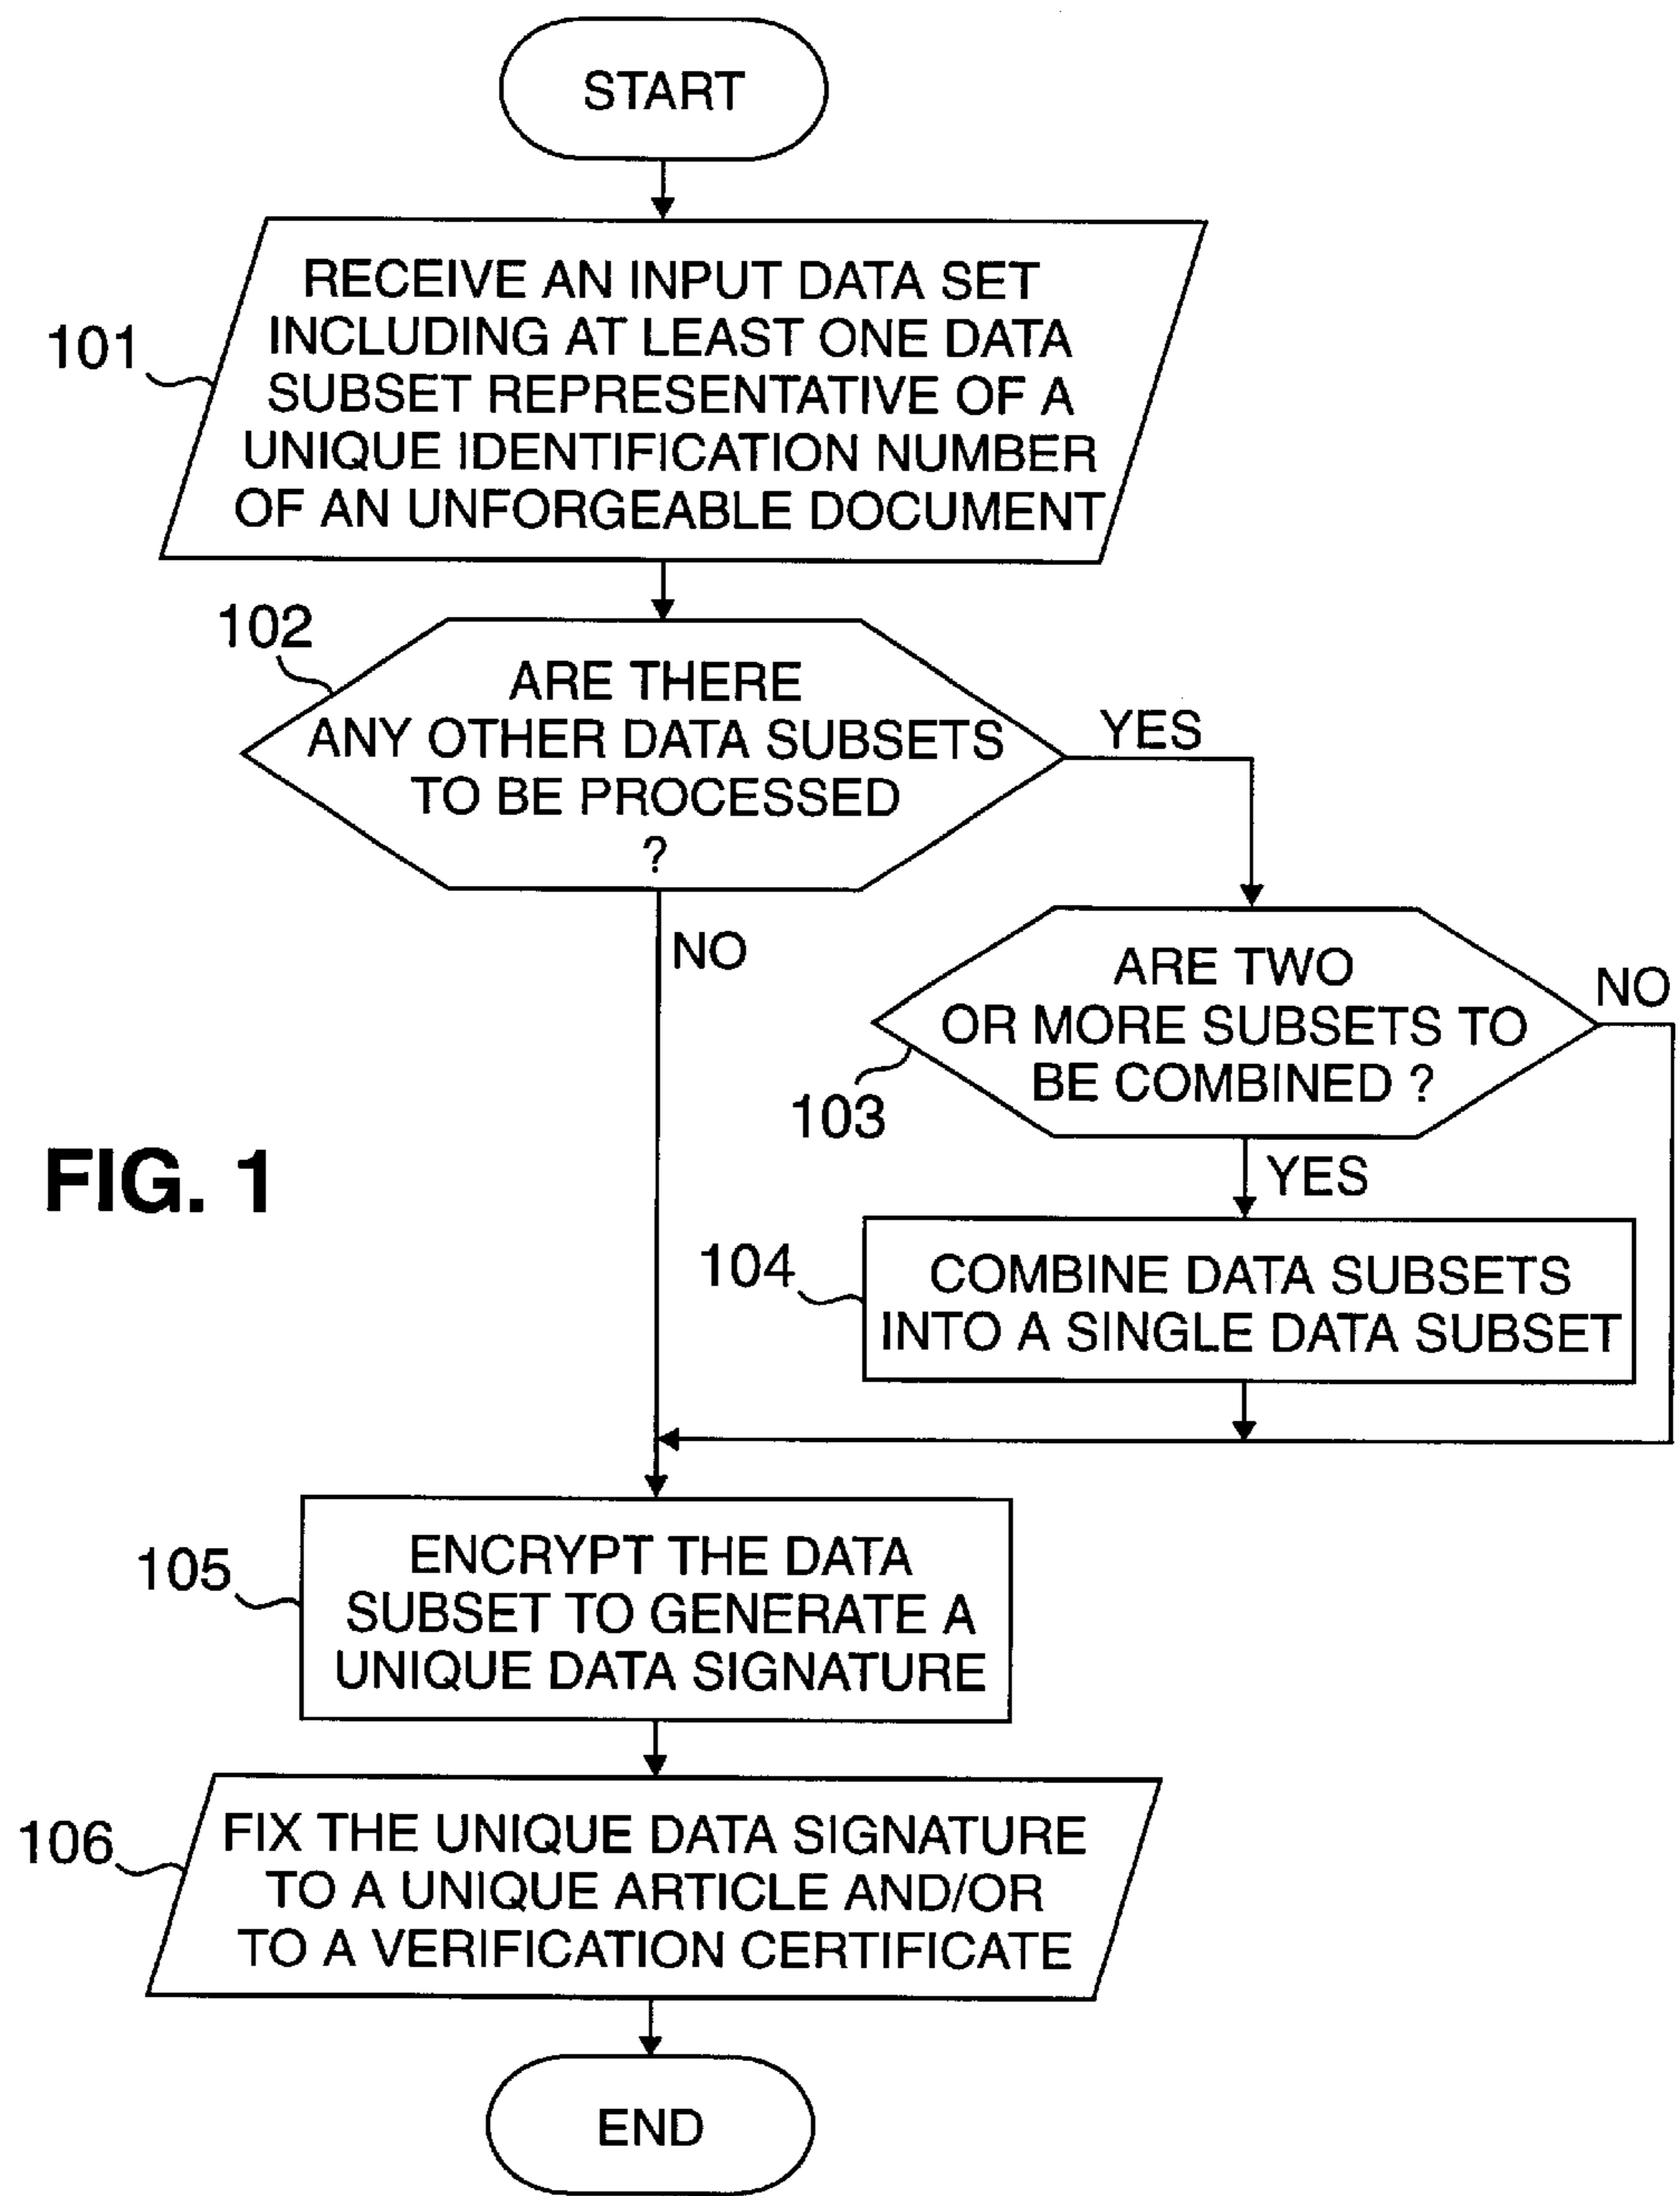 START
RECEIVE AN INPUT DATA SET
INCLUDING AT LEAST ONE DATA
SUBSET REPRESENTATIVE OF A
UNIQUE IDENTIFICATION NUMBER
OF AN UNFORGEABLE DOCUMENT
101
102
ARE THERE
ANY OTHER DATA SUBSETS
TO BE PROCESSED
?
YES
NO
ARE TWO
OR MORE SUBSETS TO
BE COMBINED ?
NO
103
YES
FIG. 1
104
COMBINE DATA SUBSETS
INTO A SINGLE DATA SUBSET
105
ENCRYPT THE DATA
SUBSET TO GENERATE A
UNIQUE DATA SIGNATURE
106
FIX THE UNIQUE DATA SIGNATURE
TO A UNIQUE ARTICLE AND/OR
TO A VERIFICATION CERTIFICATE
END